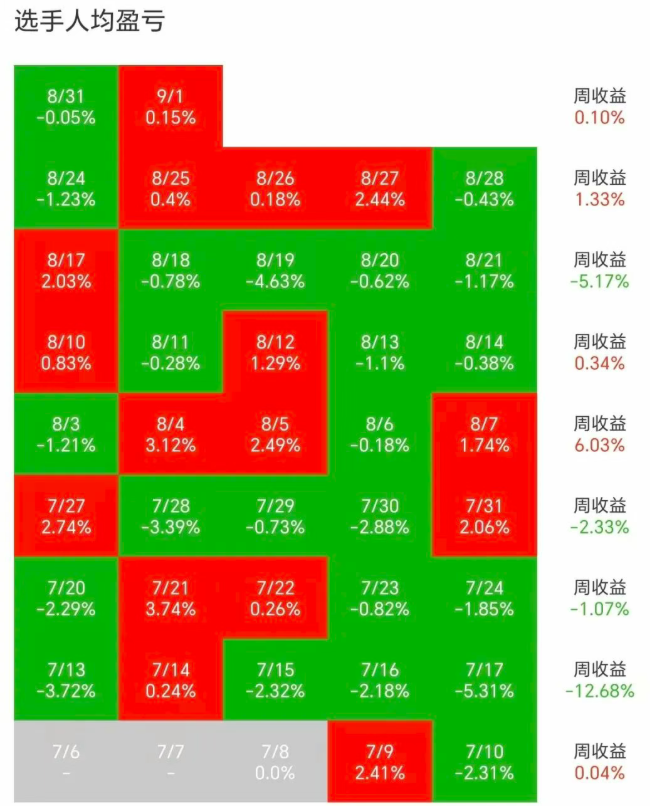 选手人均盈亏
8/31 9/1 周收益
-0.05% 0.15% 0.10%
8/24 8/25 8/26 8/27 8/28 周收益
-1.23% 0.4% 0.18% 2.44% -0.43% 1.33%
8/17 8/18 8/19 8/20 8/21 周收益
2.03% -0.78% -4.63% -0.62% -1.17% -5.17%
8/10 8/11 8/12 8/13 8/14 周收益
0.83% -0.28% 1.29% -1.1% -0.38% 0.34%
8/3 8/4 8/5 8/6 8/7 周收益
-1.21% 3.12% 2.49% -0.18% 1.74% 6.03%
7/27 7/28 7/29 7/30 7/31 周收益
2.74% -3.39% -0.73% -2.88% 2.06% -2.33%
7/20 7/21 7/22 7/23 7/24 周收益
-2.29% 3.74% 0.26% -0.82% -1.85% -1.07%
7/13 7/14 7/15 7/16 7/17 周收益
-3.72% 0.24% -2.32% -2.18% -5.31% -12.68%
7/6 7/7 7/8 7/9 7/10 周收益
- - 0.0% 2.41% -2.31% 0.04%